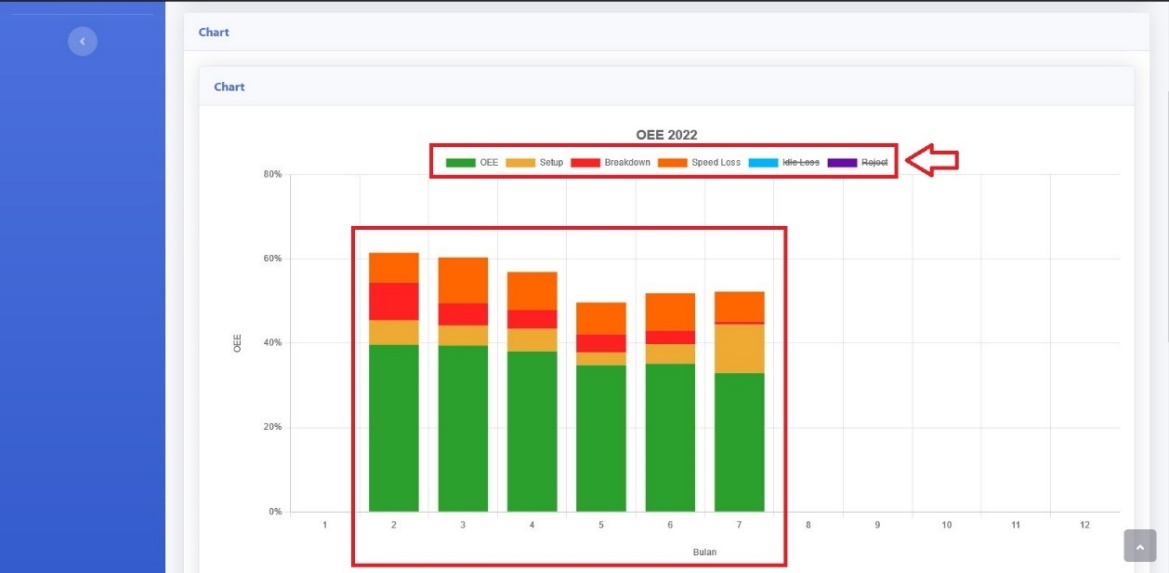 Chart
Chart
OEE 2022
OEE Setup Breakdown Speed Loss Idle Loss Reject
80%
60%
40%
20%
0%
OEE
1 2 3 4 5 6 7 8 9 10 11 12
Bulan